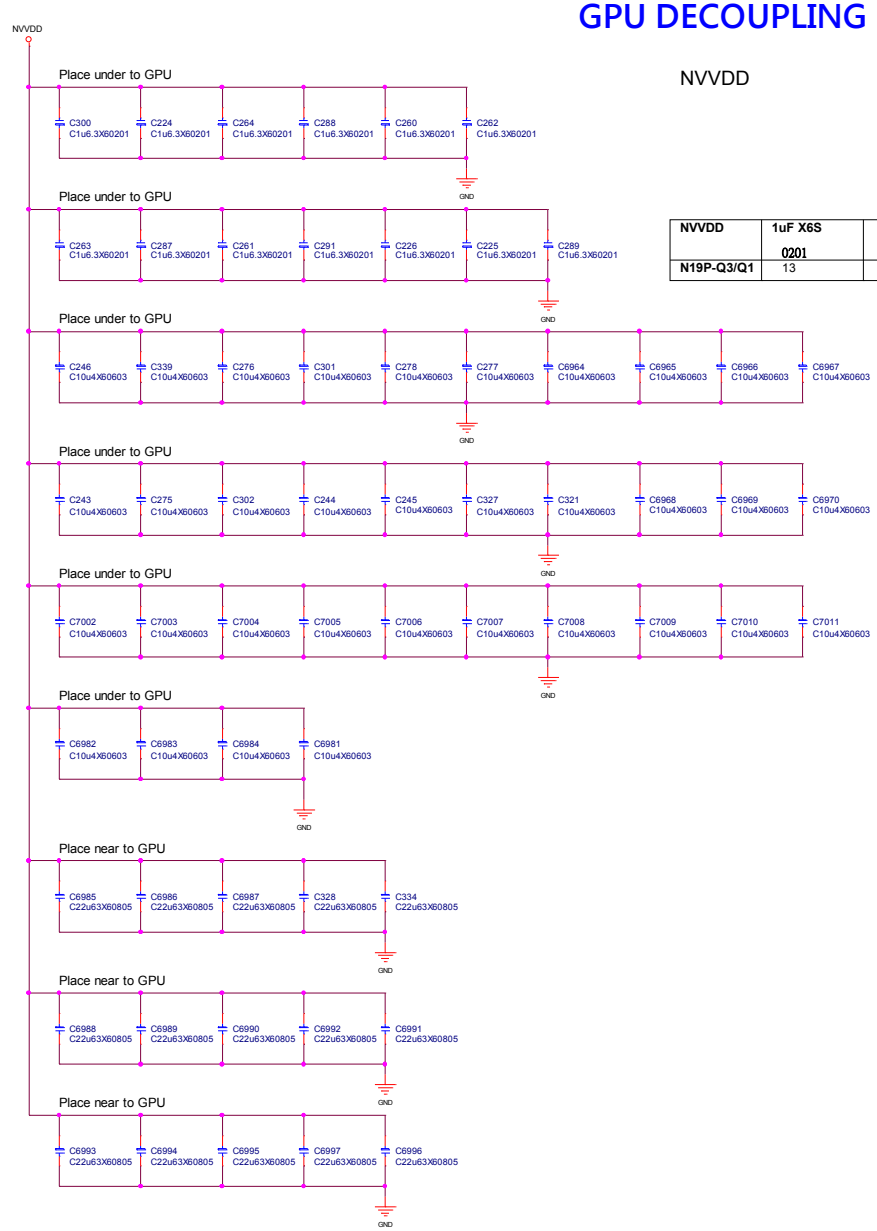 GPU DECOUPLING
NVVDD
NVVDD
Place under to GPU
C300 C224 C264 C288 C260 C262
C1u6.3X60201 C1u6.3X60201 C1u6.3X60201 C1u6.3X60201 C1u6.3X60201 C1u6.3X60201
GND
Place under to GPU
NVVDD 1uF X6S
0201
N19P-Q3/Q1 13
C263 C287 C261 C291 C226 C225 C289
C1u6.3X60201 C1u6.3X60201 C1u6.3X60201 C1u6.3X60201 C1u6.3X60201 C1u6.3X60201 C1u6.3X60201
GND
Place under to GPU
C246 C339 C276 C301 C278 C277 C6964 C6965 C6966 C6967
C10u4X60603 C10u4X60603 C10u4X60603 C10u4X60603 C10u4X60603 C10u4X60603 C10u4X60603 C10u4X60603 C10u4X60603 C10u4X60603
GND
Place under to GPU
C243 C275 C302 C244 C245 C327 C321 C6968 C6969 C6970
C10u4X60603 C10u4X60603 C10u4X60603 C10u4X60603 C10u4X60603 C10u4X60603 C10u4X60603 C10u4X60603 C10u4X60603 C10u4X60603
GND
Place under to GPU
C7002 C7003 C7004 C7005 C7006 C7007 C7008 C7009 C7010 C7011
C10u4X60603 C10u4X60603 C10u4X60603 C10u4X60603 C10u4X60603 C10u4X60603 C10u4X60603 C10u4X60603 C10u4X60603 C10u4X60603
GND
Place under to GPU
C6982 C6983 C6984 C6981
C10u4X60603 C10u4X60603 C10u4X60603 C10u4X60603
GND
Place near to GPU
C6985 C6986 C6987 C328 C334
C22u63X60805 C22u63X60805 C22u63X60805 C22u63X60805 C22u63X60805
GND
Place near to GPU
C6988 C6989 C6990 C6992 C6991
C22u63X60805 C22u63X60805 C22u63X60805 C22u63X60805 C22u63X60805
GND
Place near to GPU
C6993 C6994 C6995 C6997 C6996
C22u63X60805 C22u63X60805 C22u63X60805 C22u63X60805 C22u63X60805
GND